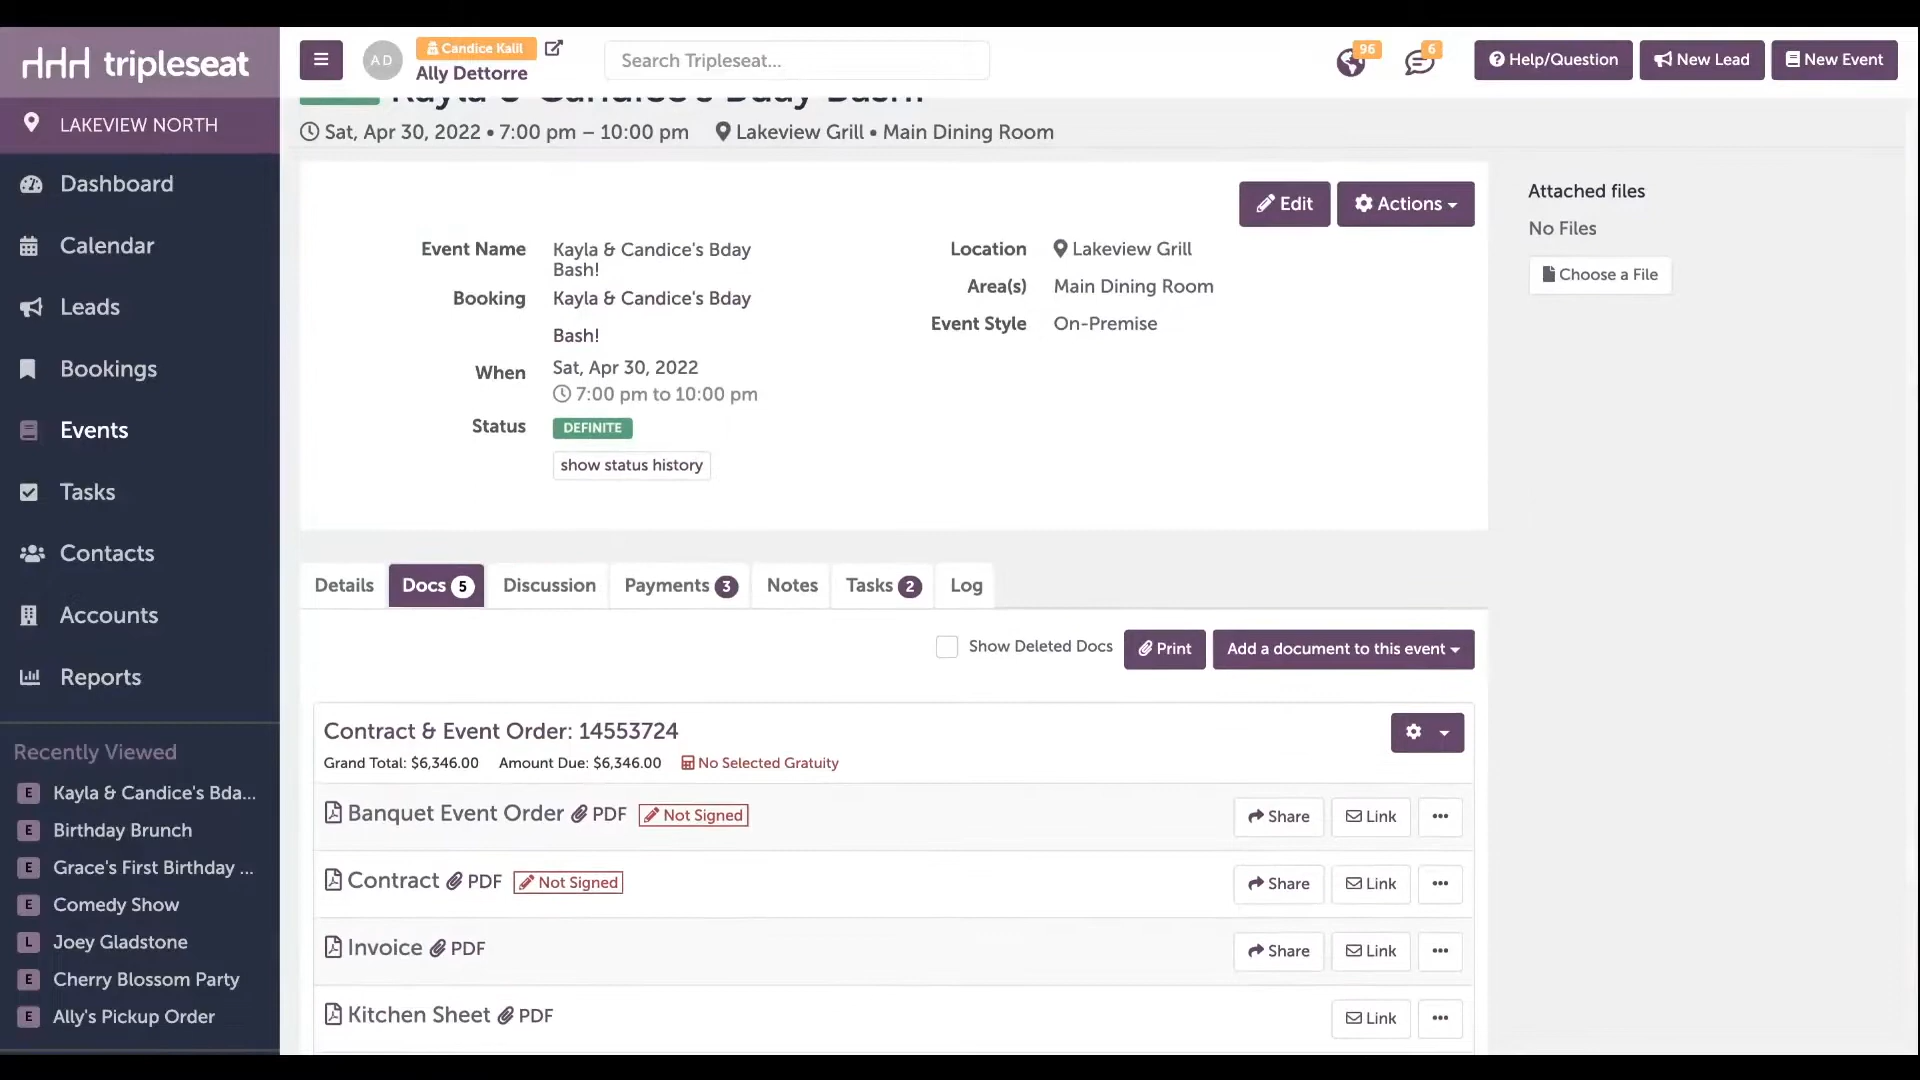 tripleseat
LAKEVIEW NORTH
Dashboard
Calendar
Leads
Bookings
Events
Tasks
Contacts
Accounts
Reports
Recently Viewed
E Kayla & Candice's Bda...
E Birthday Brunch
E Grace's First Birthday ...
E Comedy Show
L Joey Gladstone
E Cherry Blossom Party
E Ally's Pickup Order
AD
Candice Kalil
Ally Dettorre
Search Tripleseat...
96
6
Help/Question
New Lead
New Event
Kayla & Candice's Bday Bash!
Sat, Apr 30, 2022 • 7:00 pm – 10:00 pm Lakeview Grill • Main Dining Room
Edit
Actions
Event Name Kayla & Candice's Bday
Bash!
Booking Kayla & Candice's Bday
Bash!
When Sat, Apr 30, 2022
7:00 pm to 10:00 pm
Status DEFINITE
show status history
Location Lakeview Grill
Area(s) Main Dining Room
Event Style On-Premise
Attached files
No Files
Choose a File
Details Docs 5 Discussion Payments 3 Notes Tasks 2 Log
Show Deleted Docs Print Add a document to this event
Contract & Event Order: 14553724
Grand Total: $6,346.00 Amount Due: $6,346.00 No Selected Gratuity
Banquet Event Order PDF Not Signed Share Link ...
Contract PDF Not Signed Share Link ...
Invoice PDF Share Link ...
Kitchen Sheet PDF Link ...